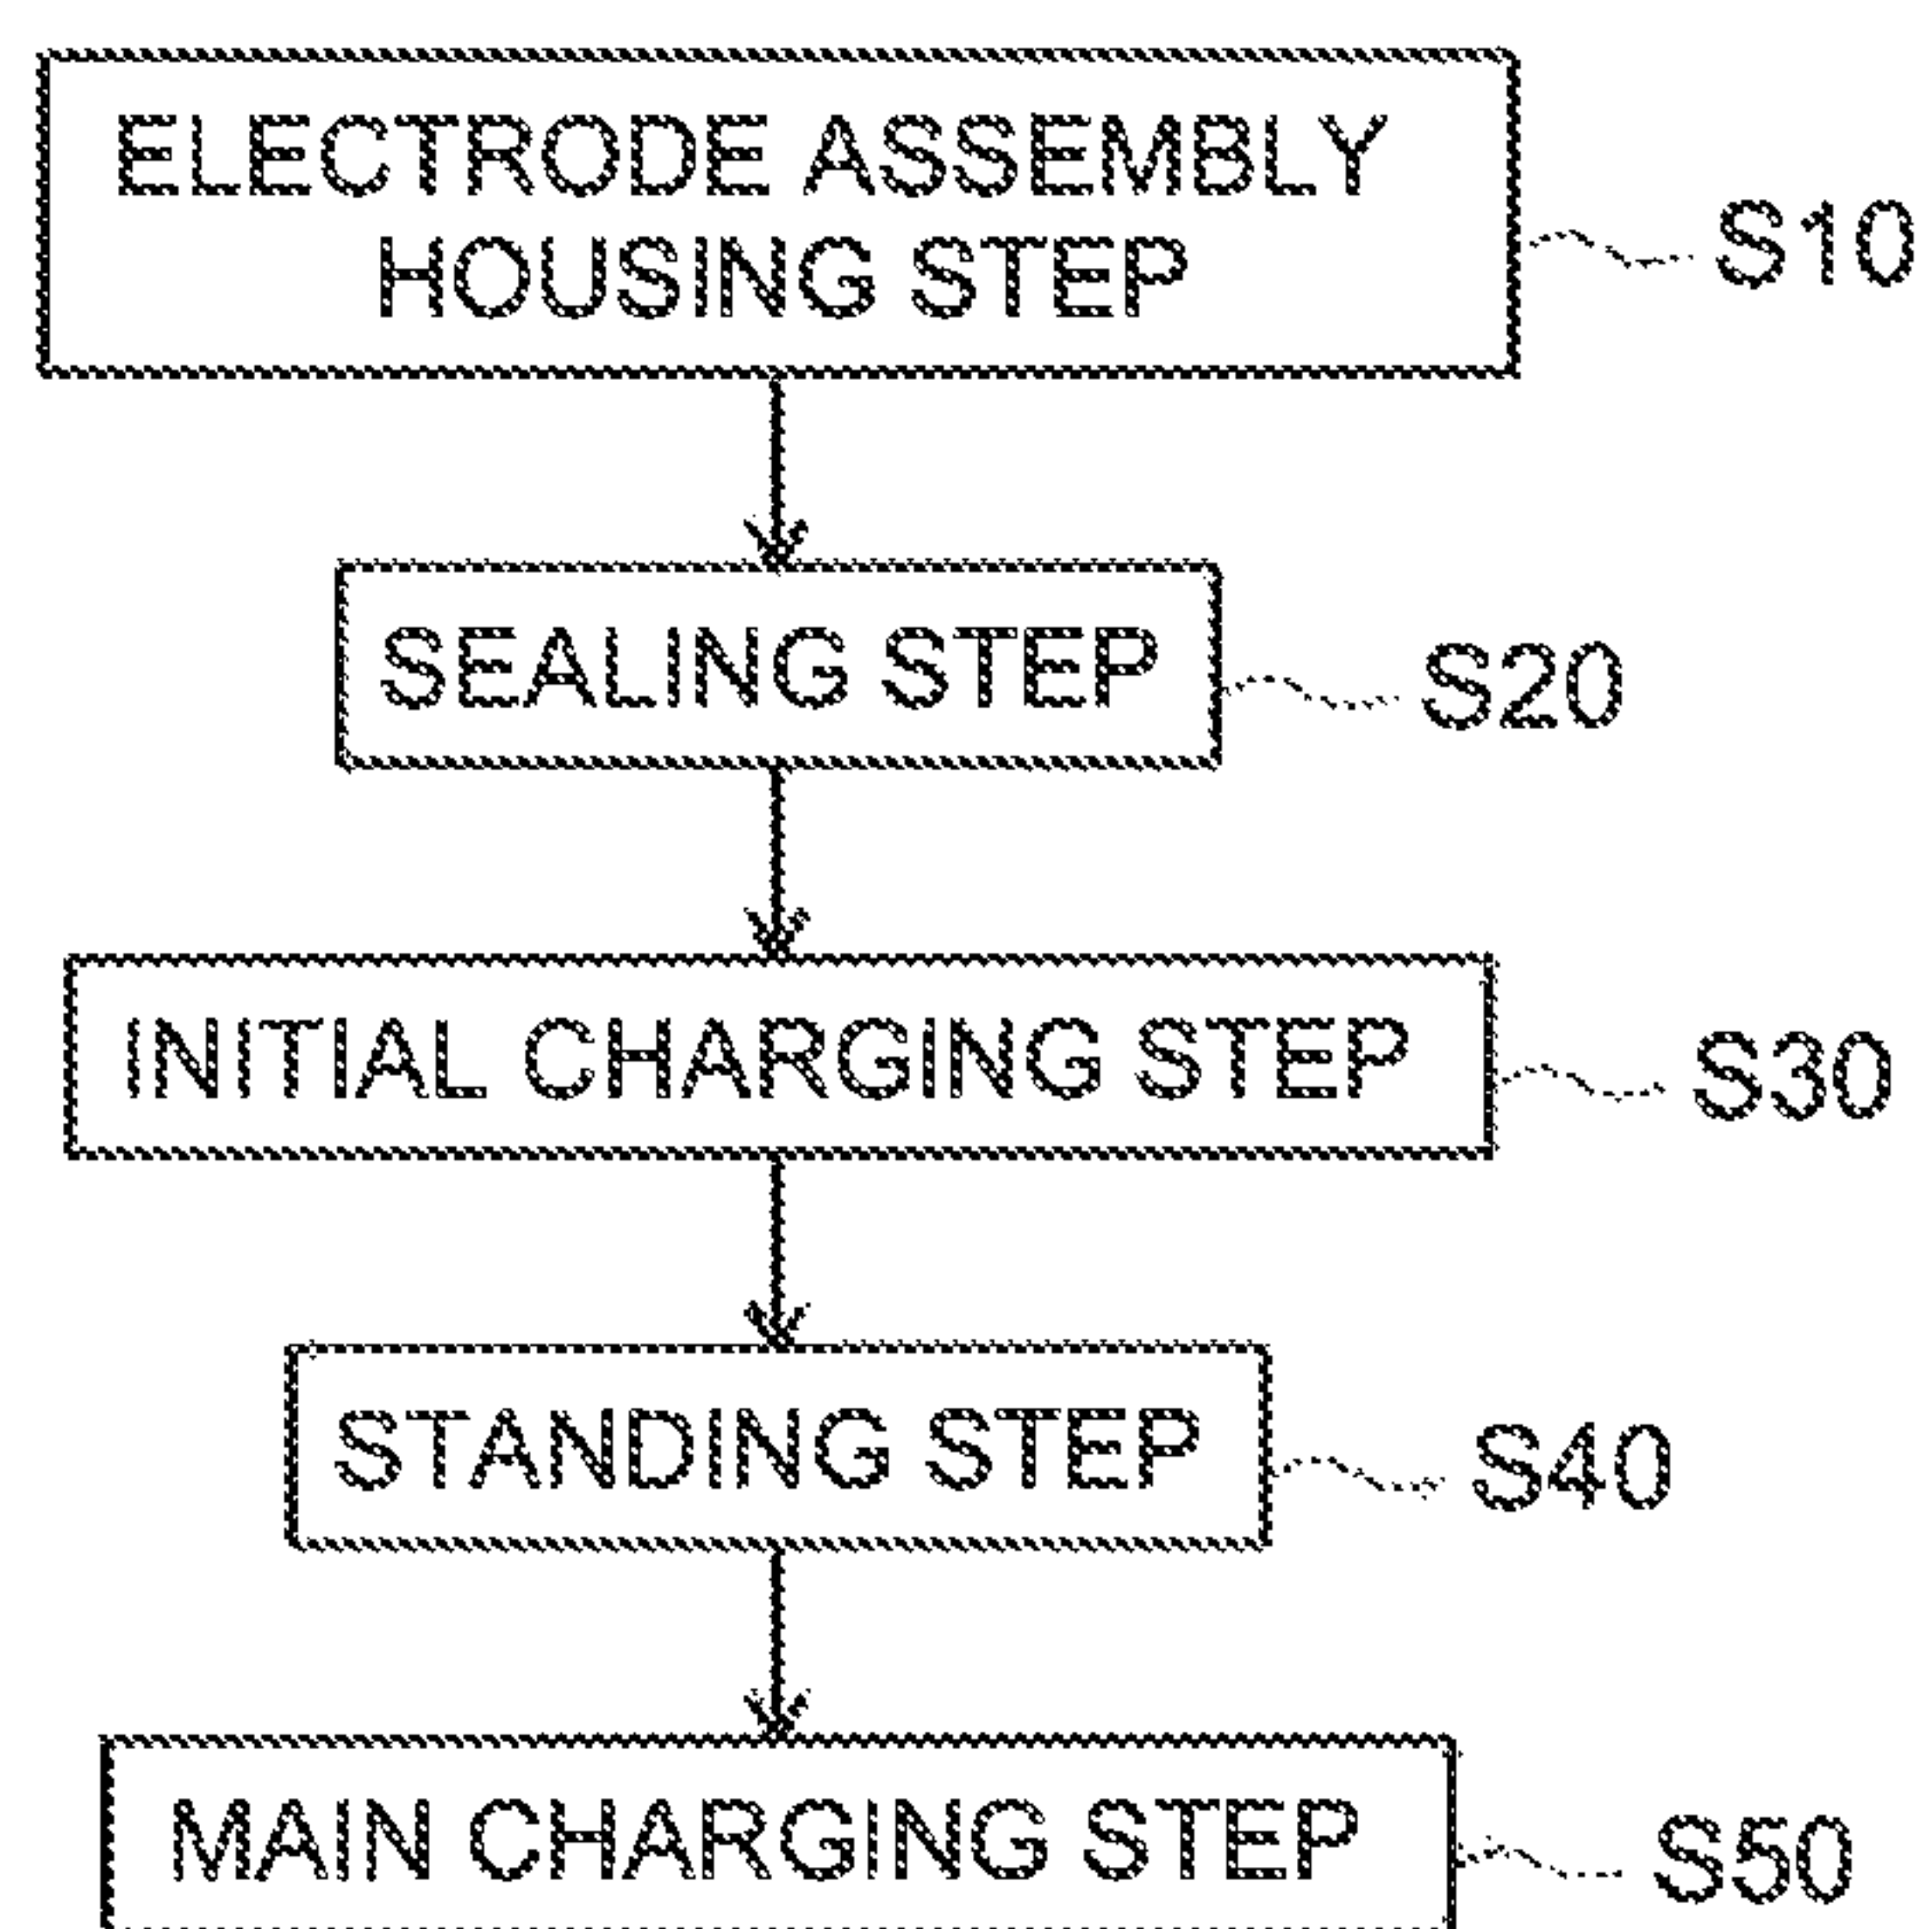 ELECTRODE ASSEMBLY
HOUSING STEP
S10
SEALING STEP
S20
INITIAL CHARGING STEP
S30
STANDING STEP
S40
MAIN CHARGING STEP
S50